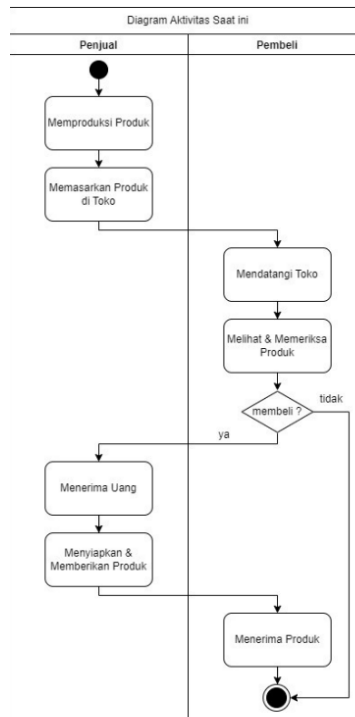 Diagram Aktivitas Saat ini
Penjual
Pembeli
Memproduksi Produk
Memasarkan Produk
di Toko
Mendatangi Toko
Melihat & Memeriksa
Produk
membeli ?
tidak
ya
Menerima Uang
Menyiapkan &
Memberikan Produk
Menerima Produk